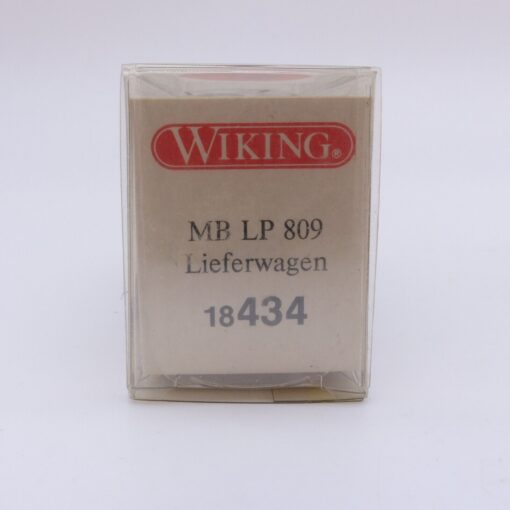 WIKING®
MB LP 809
Lieferwagen
18434